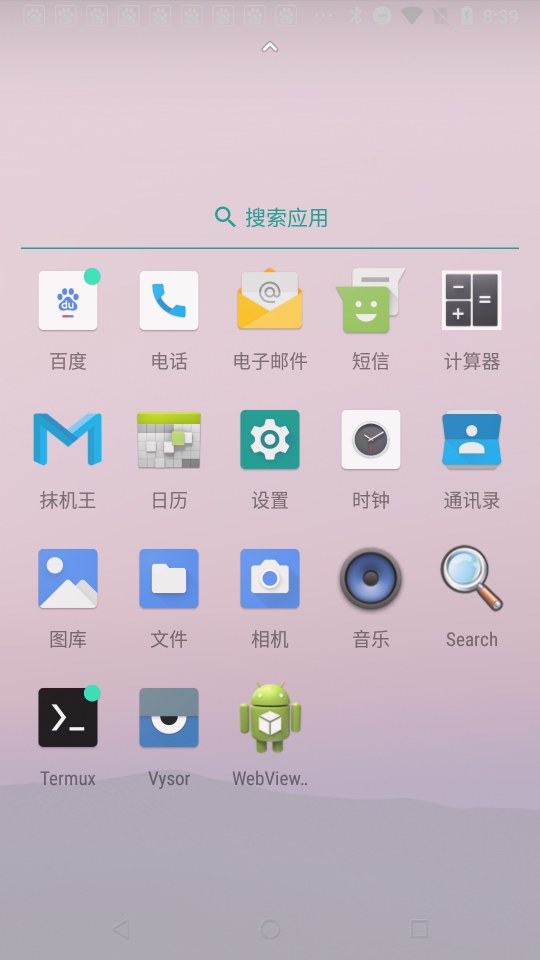 8:39
搜索应用
du
百度
电话
电子邮件
短信
计算器
抹机王
日历
设置
时钟
通讯录
图库
文件
相机
音乐
Search
Termux
Vysor
WebView..